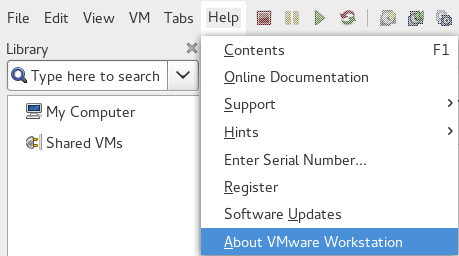 File Edit View VM Tabs Help
Library
Type here to search
My Computer
Shared VMs
Contents F1
Online Documentation
Support
Hints
Enter Serial Number...
Register
Software Updates
About VMware Workstation